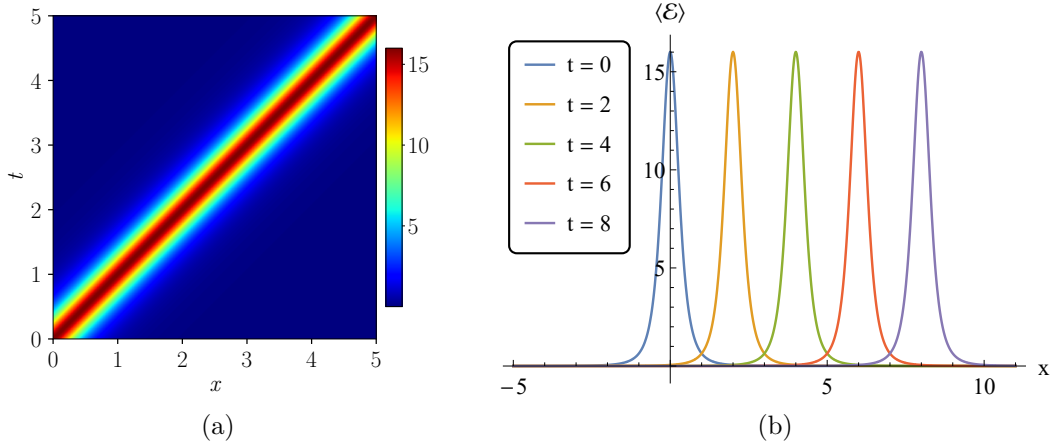 5
4
3
2
1
0
t
0 1 2 3 4 5
x
15
10
5
(a)
⟨ℰ⟩
t = 0
t = 2
t = 4
t = 6
t = 8
15
10
5
−5 5 10 x
(b)